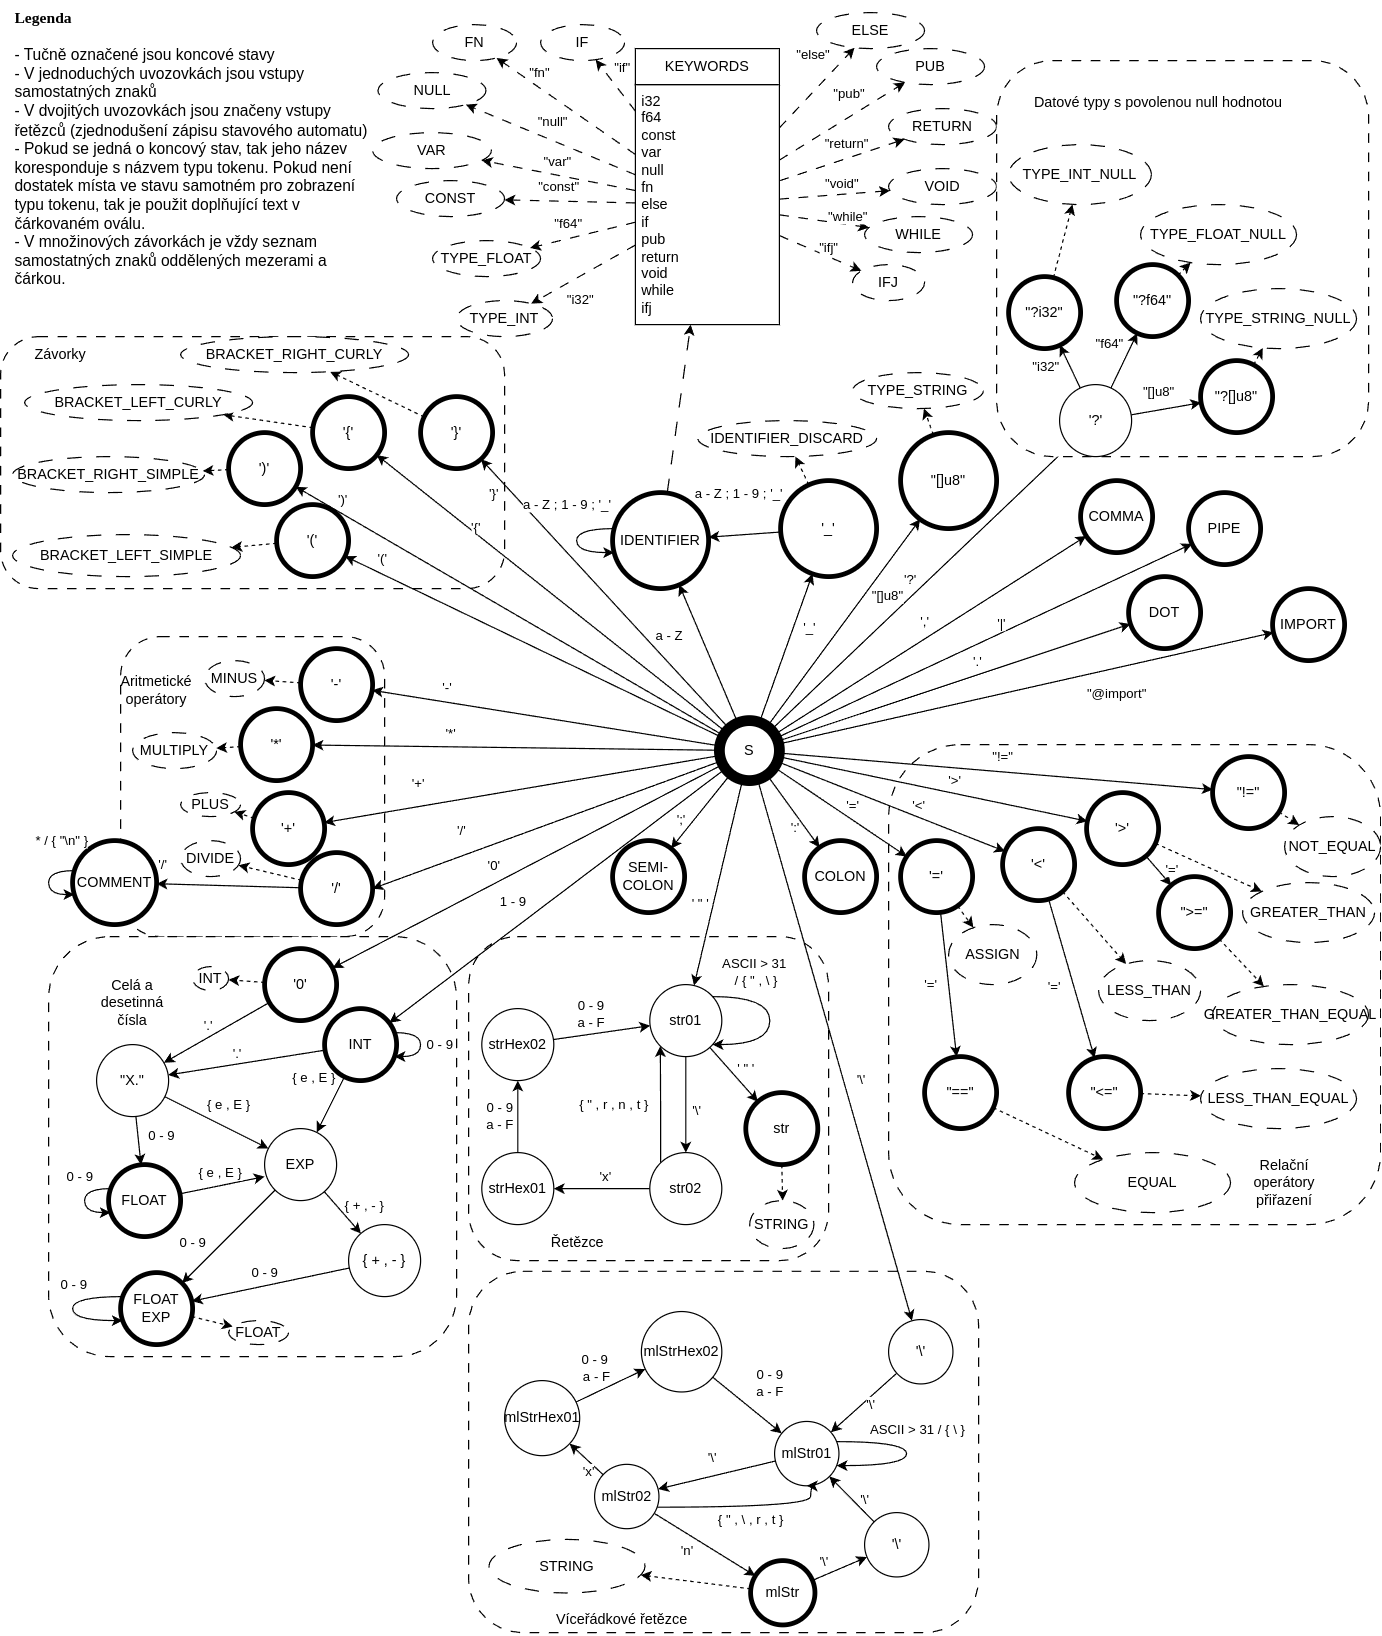 Legenda
- Tučně označené jsou koncové stavy
- V jednoduchých uvozovkách jsou vstupy
samostatných znaků
- V dvojitých uvozovkách jsou značeny vstupy
řetězců (zjednodušení zápisu stavového automatu)
- Pokud se jedná o koncový stav, tak jeho název
koresponduje s názvem typu tokenu. Pokud není
dostatek místa ve stavu samotném pro zobrazení
typu tokenu, tak je použit doplňující text v
čárkovaném oválu.
- V množinových závorkách je vždy seznam
samostatných znaků oddělených mezerami a
čárkou.
FN
IF
NULL
VAR
CONST
TYPE_FLOAT
TYPE_INT
"fn"
"if"
"null"
"var"
"const"
"f64"
"i32"
KEYWORDS
i32
f64
const
var
null
fn
else
if
pub
return
void
while
ifj
"else"
"pub"
"return"
"void"
"while"
"ifj"
ELSE
PUB
RETURN
VOID
WHILE
IFJ
Datové typy s povolenou null hodnotou
TYPE_INT_NULL
TYPE_FLOAT_NULL
TYPE_STRING_NULL
"?i32"
"?f64"
"?[]u8"
"i32"
"f64"
"[]u8"
'?'
Závorky
BRACKET_RIGHT_CURLY
BRACKET_LEFT_CURLY
BRACKET_RIGHT_SIMPLE
BRACKET_LEFT_SIMPLE
'{'
'}'
')'
'('
')'
'}'
'{'
'('
TYPE_STRING
IDENTIFIER_DISCARD
a - Z ; 1 - 9 ; '_'
a - Z ; 1 - 9 ; '_'
IDENTIFIER
'_'
"[]u8"
COMMA
PIPE
DOT
IMPORT
a - Z
'_'
'?'
"[]u8"
','
'|'
'.'
"@import"
Aritmetické
operátory
MINUS
MULTIPLY
PLUS
DIVIDE
'-'
'*'
'+'
'/'
'-'
'*'
'+'
'/'
* / { "\n" }
COMMENT
'/'
'0'
1 - 9
S
SEMI-
COLON
';'
' " '
':'
COLON
'\'
'='
'<'
'>'
"!="
'='
'<'
'>'
"!="
'='
">="
NOT_EQUAL
GREATER_THAN
GREATER_THAN_EQUAL
ASSIGN
LESS_THAN
'='
'='
"=="
"<="
LESS_THAN_EQUAL
EQUAL
Relační
operátory
přiřazení
Celá a
desetinná
čísla
INT
'0'
INT
0 - 9
'.'
'.'
{ e , E }
"X."
{ e , E }
0 - 9
EXP
0 - 9
FLOAT
{ e , E }
{ + , - }
0 - 9
{ + , - }
0 - 9
0 - 9
FLOAT
EXP
FLOAT
ASCII > 31
/ { " , \ }
0 - 9
a - F
str01
strHex02
' " '
0 - 9
a - F
{ " , r , n , t }
'\'
str
strHex01
'x'
str02
STRING
Řetězce
mlStrHex02
0 - 9
a - F
0 - 9
a - F
'\'
mlStrHex01
'\'
ASCII > 31 / { \ }
mlStr01
'\'
'x'
mlStr02
'\'
{ " , \ , r , t }
'\'
'n'
'\'
STRING
mlStr
Víceřádkové řetězce